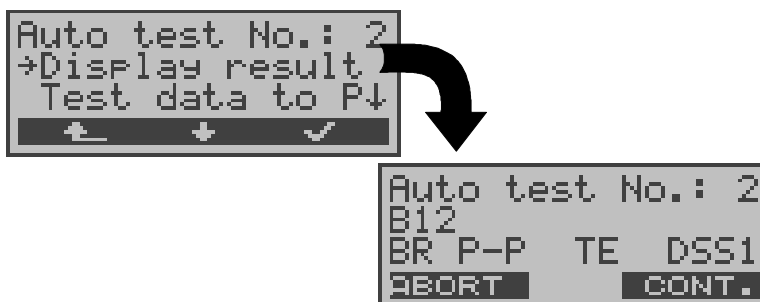 Auto test No.: 2
→Display result
Test data to P↓
Auto test No.: 2
B12
BR P-P TE DSS1
ABORT CONT.